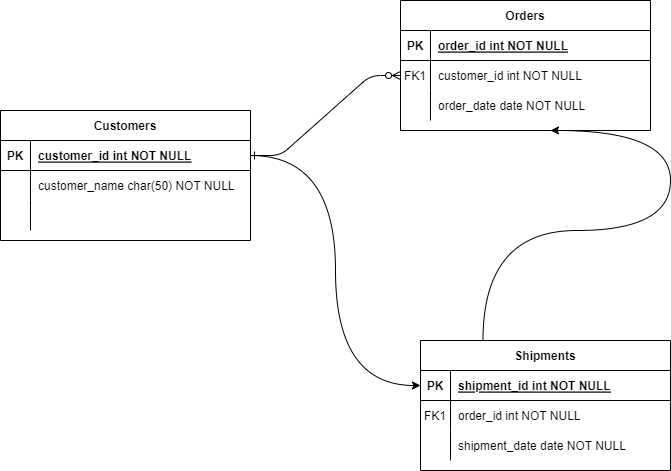 Orders
PK order_id int NOT NULL
FK1 customer_id int NOT NULL
order_date date NOT NULL
Customers
PK customer_id int NOT NULL
customer_name char(50) NOT NULL
Shipments
PK shipment_id int NOT NULL
FK1 order_id int NOT NULL
shipment_date date NOT NULL